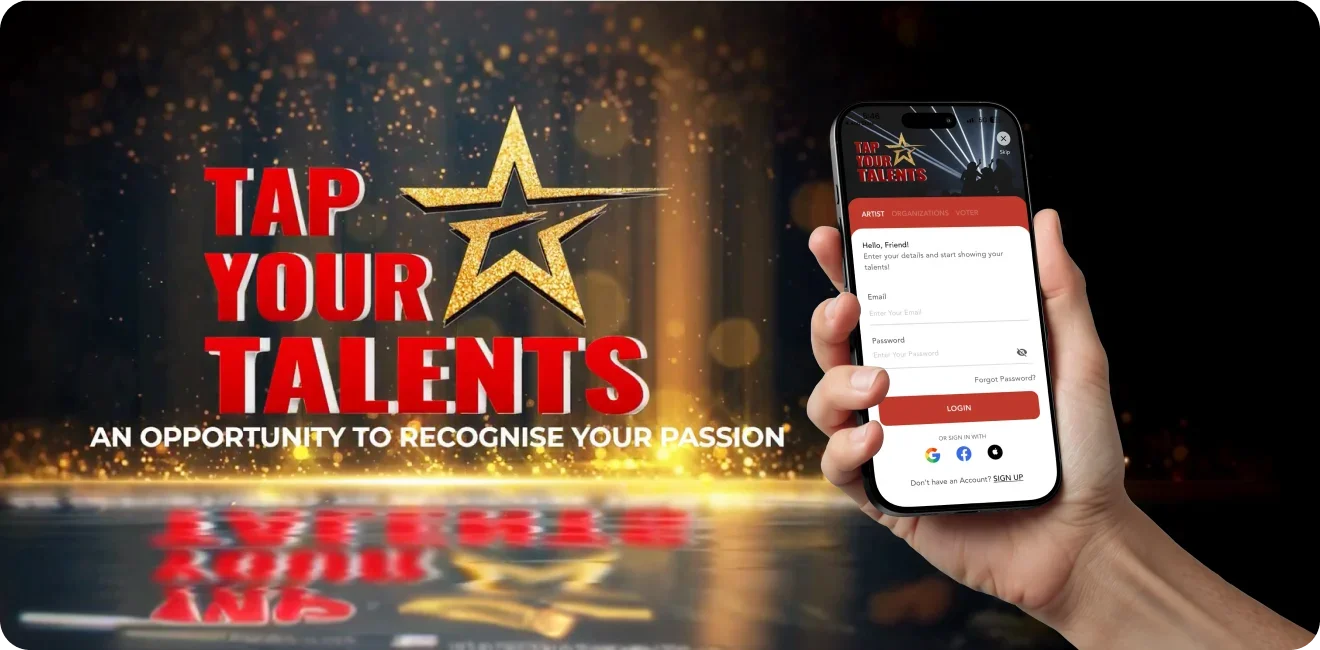 TAP
YOUR
TALENTS
AN OPPORTUNITY TO RECOGNISE YOUR PASSION
Skip
TAP
YOUR
TALENTS
ARTIST ORGANIZATIONS VOTER
Hello, Friend!
Enter your details and start showing your
talents!
Email
Enter Your Email
Password
Enter Your Password
Forgot Password?
LOGIN
OR SIGN IN WITH
Don't have an Account? SIGN UP